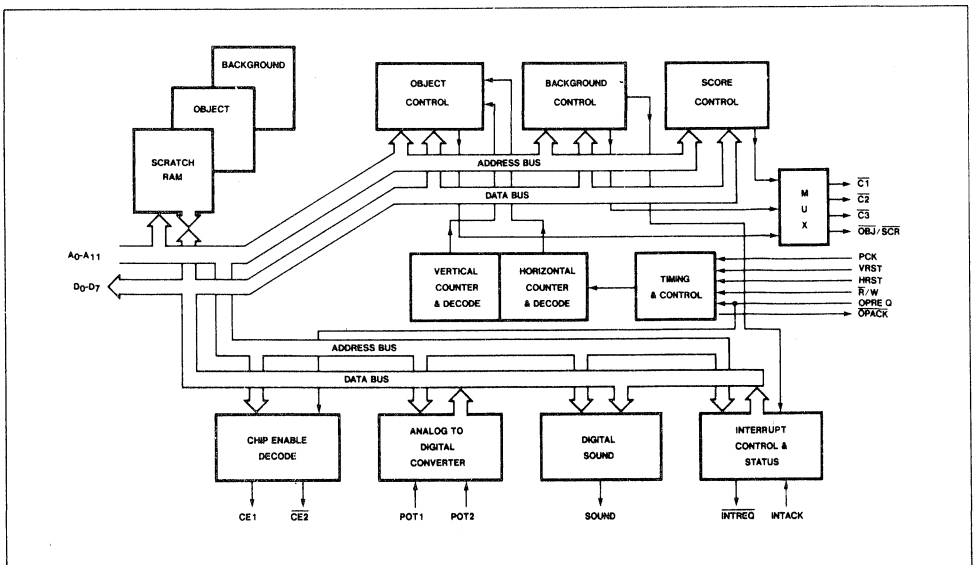 BACKGROUND
OBJECT
SCRATCH
RAM
OBJECT
CONTROL
BACKGROUND
CONTROL
SCORE
CONTROL
ADDRESS BUS
DATA BUS
M
U
X
C1
C2
C3
OBJ/SCR
A0-A11
D0-D7
VERTICAL
COUNTER
& DECODE
HORIZONTAL
COUNTER
& DECODE
TIMING
& CONTROL
PCK
VRST
HRST
R/W
OPREQ
OPACK
ADDRESS BUS
DATA BUS
CHIP ENABLE
DECODE
ANALOG TO
DIGITAL
CONVERTER
DIGITAL
SOUND
INTERRUPT
CONTROL &
STATUS
CE1
CE2
POT1
POT2
SOUND
INTREQ
INTACK